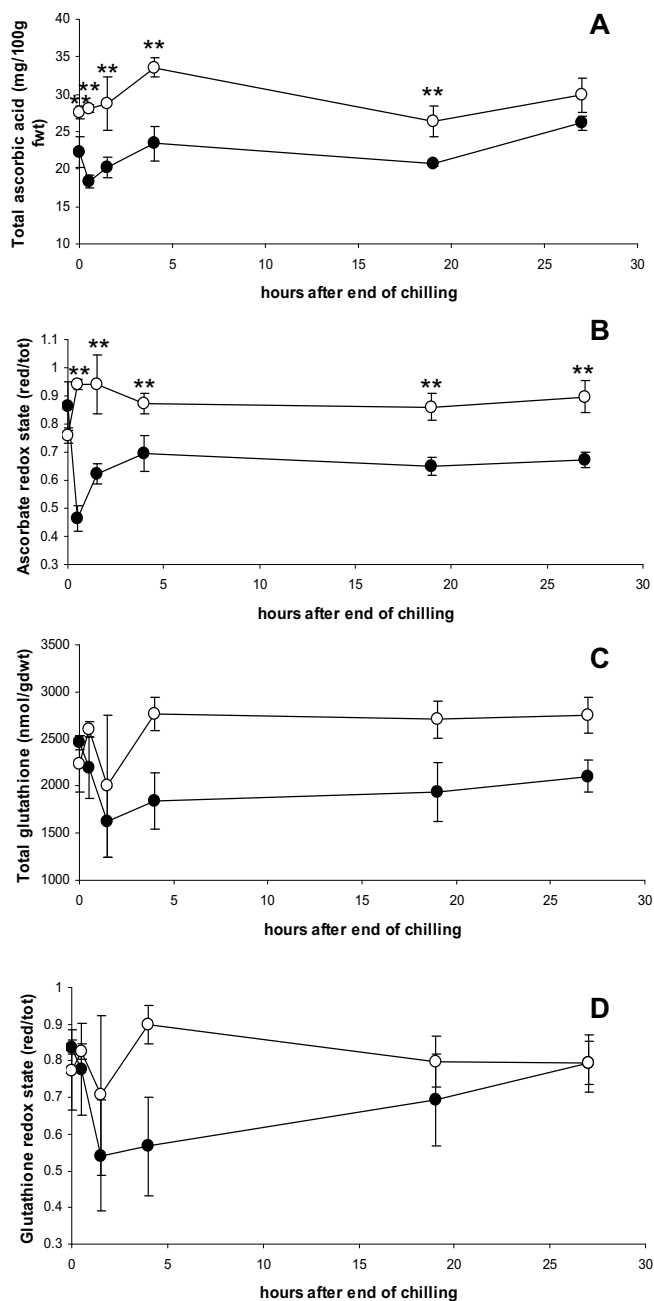 A
40
35
30
25
20
15
10
** ** ** ** **
Total ascorbic acid (mg/100g
fwt)
0 5 10 15 20 25 30
hours after end of chilling
B
1.1
1
0.9
0.8
0.7
0.6
0.5
0.4
0.3
** ** ** ** **
Ascorbate redox state (red/tot)
0 5 10 15 20 25 30
hours after end of chilling
C
3500
3000
2500
2000
1500
1000
Total glutathione (nmol/gdwt)
0 5 10 15 20 25 30
hours after end of chilling
D
1
0.9
0.8
0.7
0.6
0.5
0.4
0.3
Glutathione redox state (red/tot)
0 5 10 15 20 25 30
hours after end of chilling